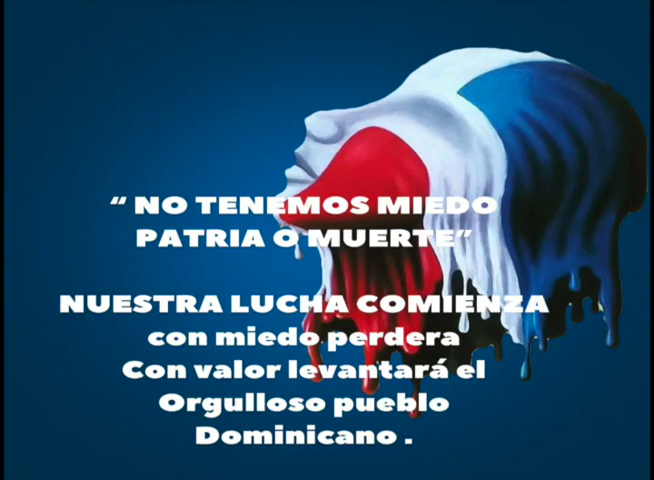 “ NO TENEMOS MIEDO
PATRIA O MUERTE”
NUESTRA LUCHA COMIENZA
con miedo perdera
Con valor levantará el
Orgulloso pueblo
Dominicano .